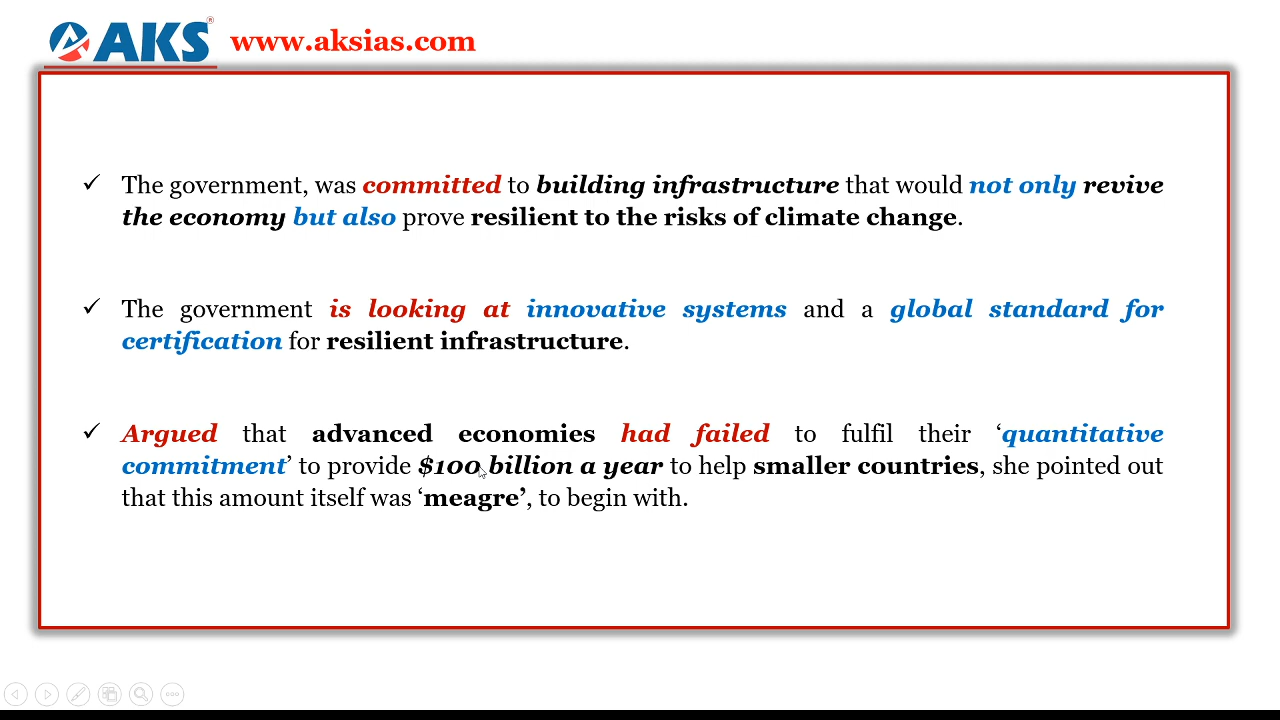 AKS® www.aksias.com
✓ The government, was committed to building infrastructure that would not only revive
the economy but also prove resilient to the risks of climate change.
✓ The government is looking at innovative systems and a global standard for
certification for resilient infrastructure.
✓ Argued that advanced economies had failed to fulfil their ‘quantitative
commitment’ to provide $100 billion a year to help smaller countries, she pointed out
that this amount itself was ‘meagre’, to begin with.